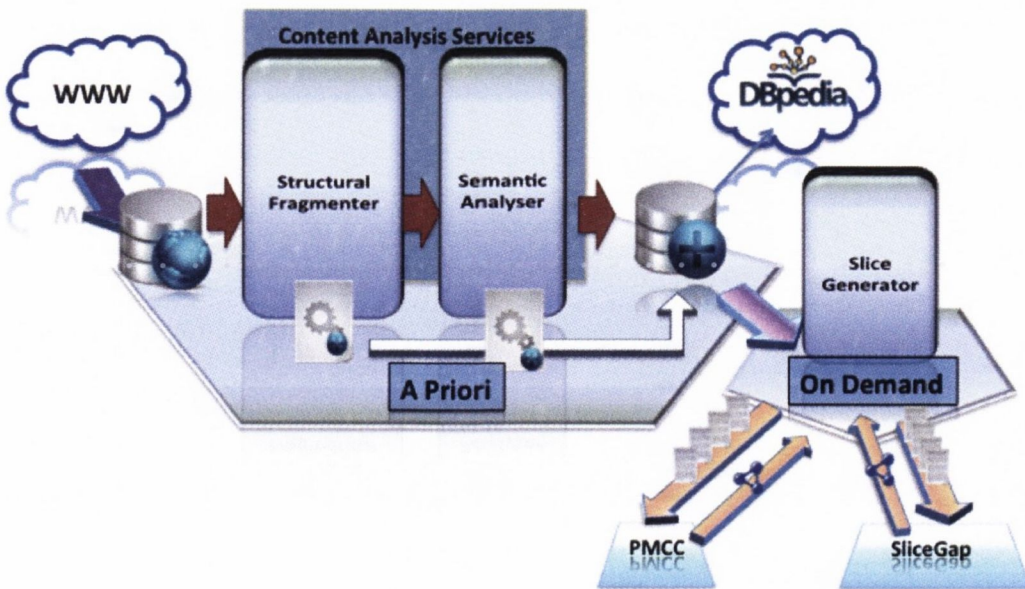 Content Analysis Services
WWW
DBpedia
Structural
Fragmenter
Semantic
Analyser
Slice
Generator
A Priori
On Demand
PMCC
SliceGap